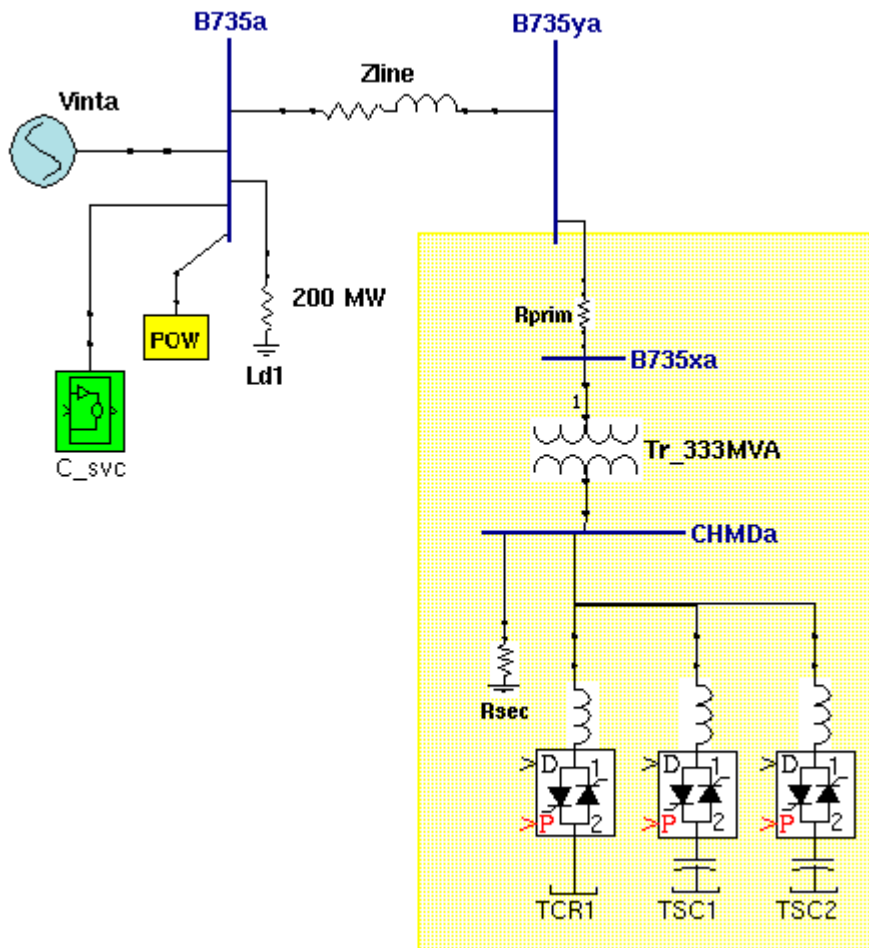 B735a
B735ya
Zline
Vinta
200 MW
Rprim
POW
B735xa
Ld1
1
Tr_333MVA
C_svc
CHMDa
Rsec
D 1
D 1
D 1
P 2
P 2
P 2
TCR1
TSC1
TSC2